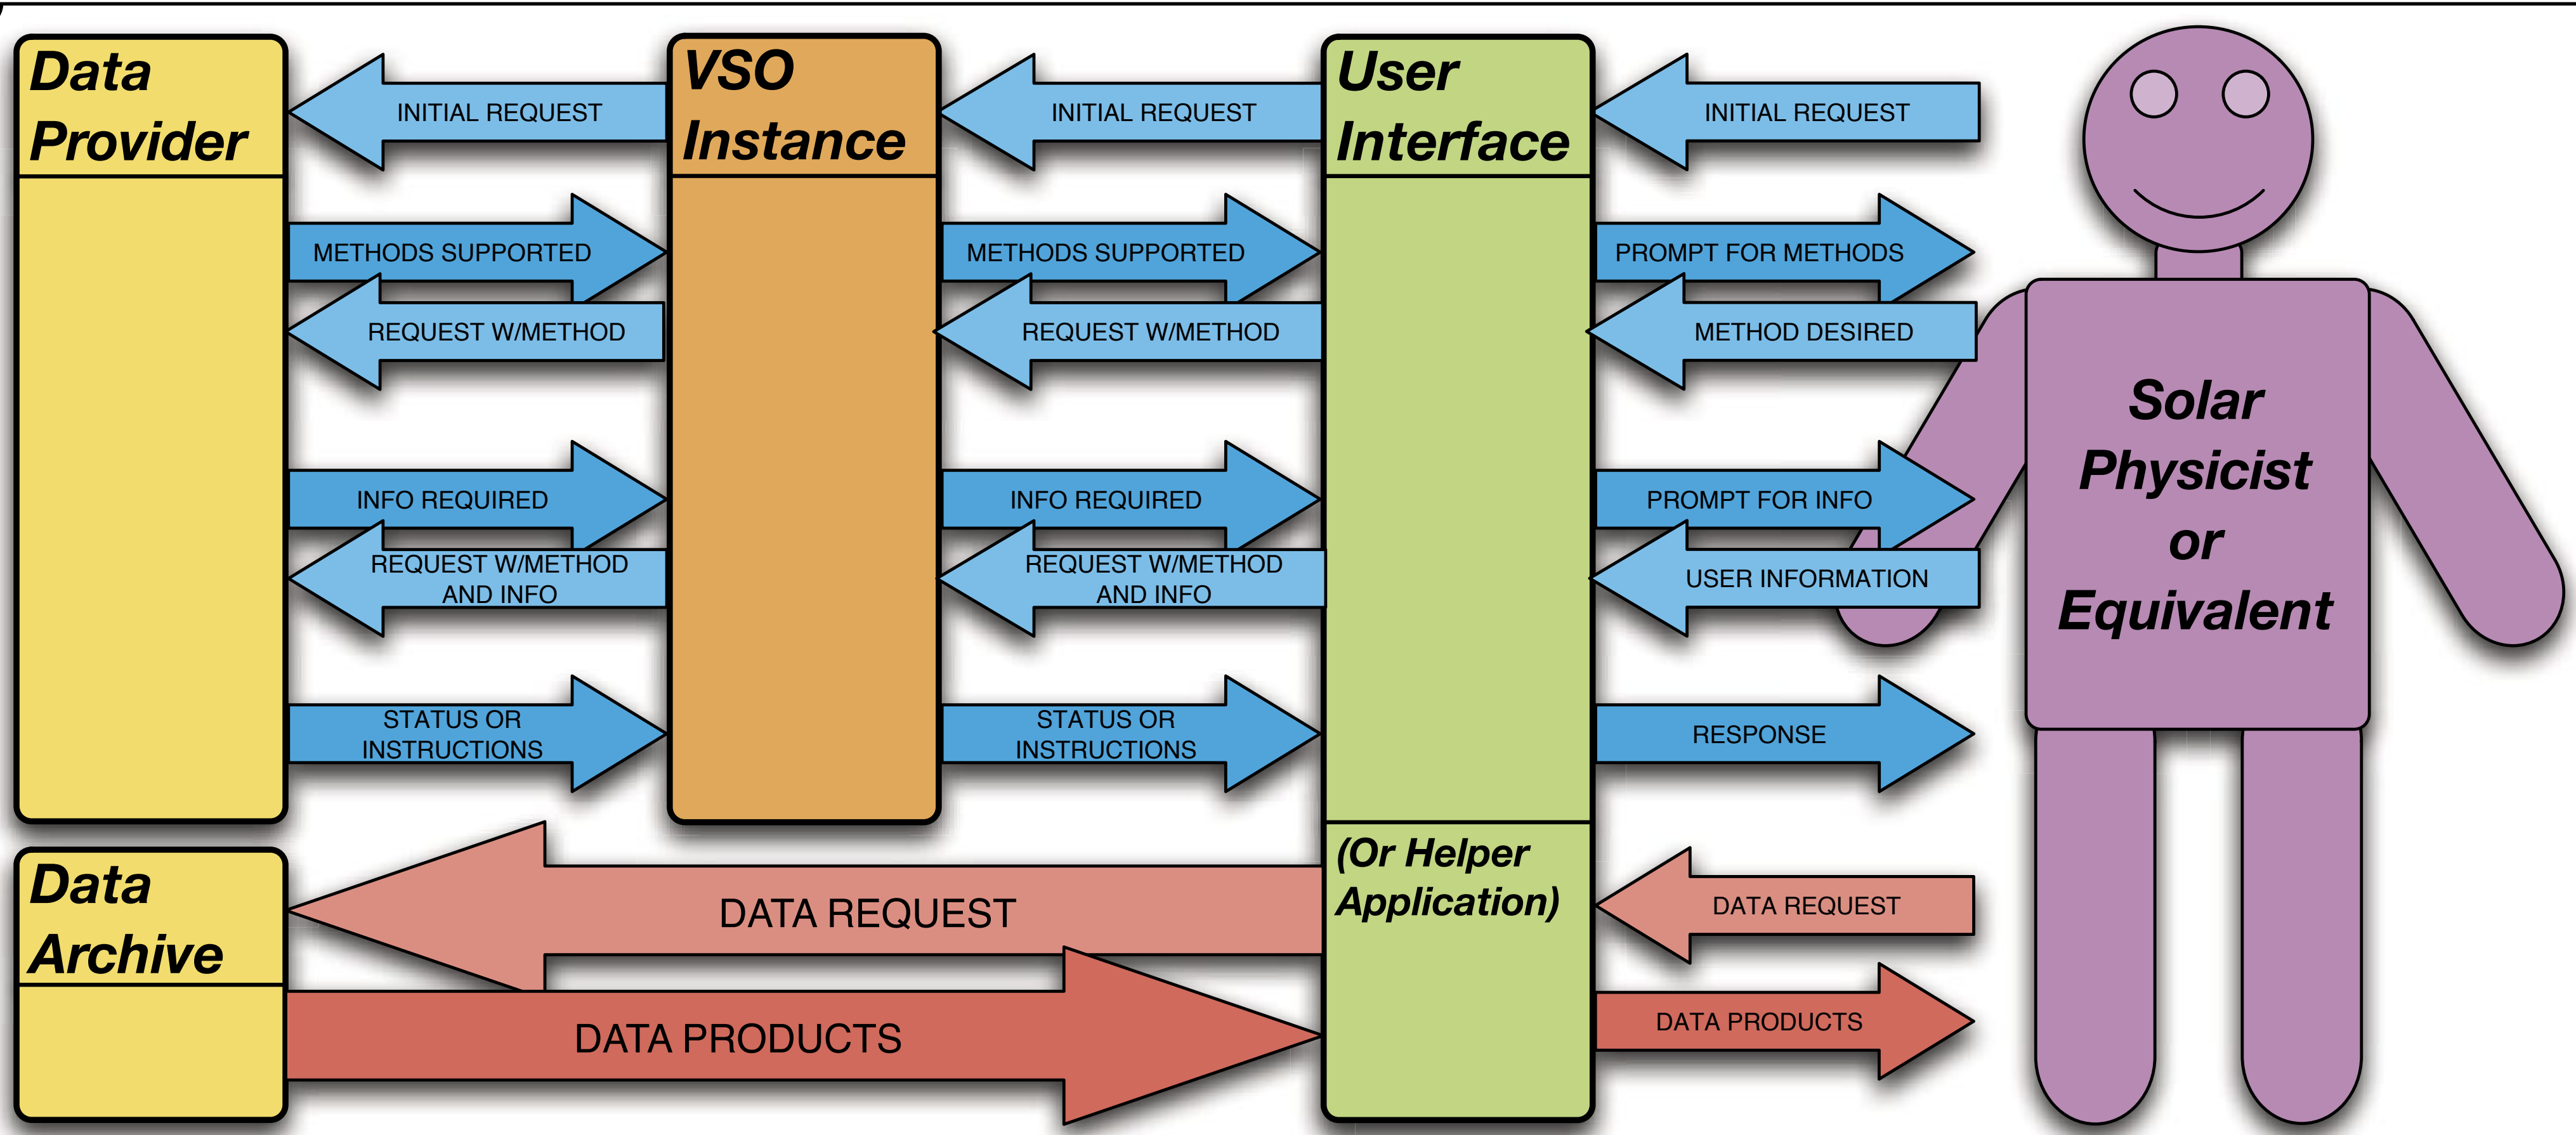 Data
Provider
VSO
Instance
User
Interface
INITIAL REQUEST
INITIAL REQUEST
INITIAL REQUEST
METHODS SUPPORTED
METHODS SUPPORTED
PROMPT FOR METHODS
REQUEST W/METHOD
REQUEST W/METHOD
METHOD DESIRED
Solar
Physicist
or
Equivalent
INFO REQUIRED
INFO REQUIRED
PROMPT FOR INFO
REQUEST W/METHOD
AND INFO
REQUEST W/METHOD
AND INFO
USER INFORMATION
STATUS OR
INSTRUCTIONS
STATUS OR
INSTRUCTIONS
RESPONSE
Data
Archive
(Or Helper
Application)
DATA REQUEST
DATA REQUEST
DATA PRODUCTS
DATA PRODUCTS